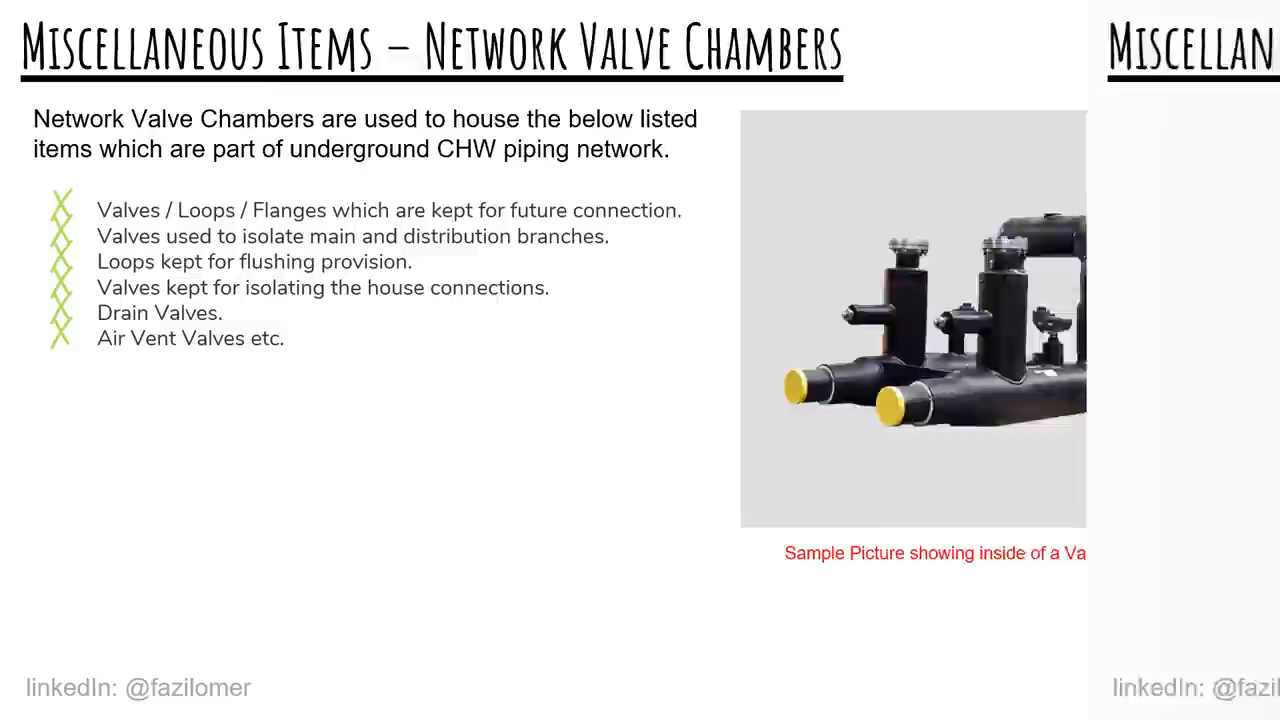 Miscellaneous Items – Network Valve Chambers
Network Valve Chambers are used to house the below listed
items which are part of underground CHW piping network.
Valves / Loops / Flanges which are kept for future connection.
Valves used to isolate main and distribution branches.
Loops kept for flushing provision.
Valves kept for isolating the house connections.
Drain Valves.
Air Vent Valves etc.
Sample Picture showing inside of a Va
linkedIn: @fazilomer
Miscellan
linkedIn: @fazil